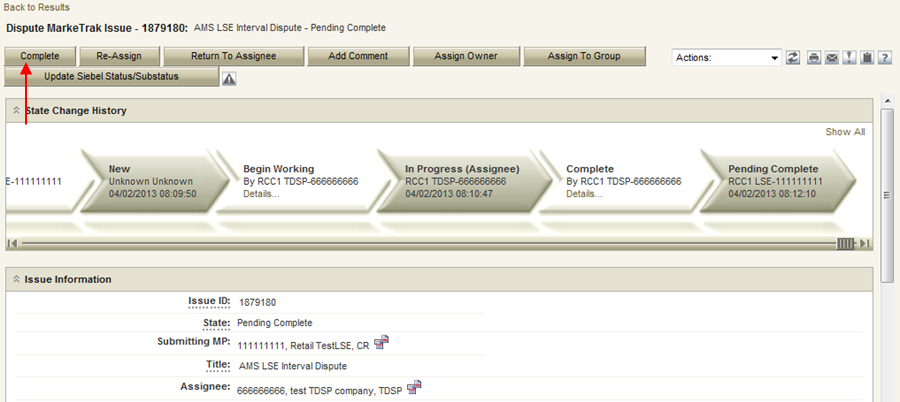 Back to Results
Dispute MarkeTrak Issue - 1879180: AMS LSE Interval Dispute - Pending Complete
Complete Re-Assign Return To Assignee Add Comment Assign Owner Assign To Group Actions:
Update Siebel Status/Substatus
State Change History
Show All
E-111111111
New
Unknown Unknown
04/02/2013 08:09:50
Begin Working
By RCC1 TDSP-666666666
Details...
In Progress (Assignee)
RCC1 TDSP-666666666
04/02/2013 08:10:47
Complete
By RCC1 TDSP-666666666
Details...
Pending Complete
RCC1 LSE-111111111
04/02/2013 08:12:10
Issue Information
Issue ID: 1879180
State: Pending Complete
Submitting MP: 111111111, Retail TestLSE, CR
Title: AMS LSE Interval Dispute
Assignee: 666666666, test TDSP company, TDSP